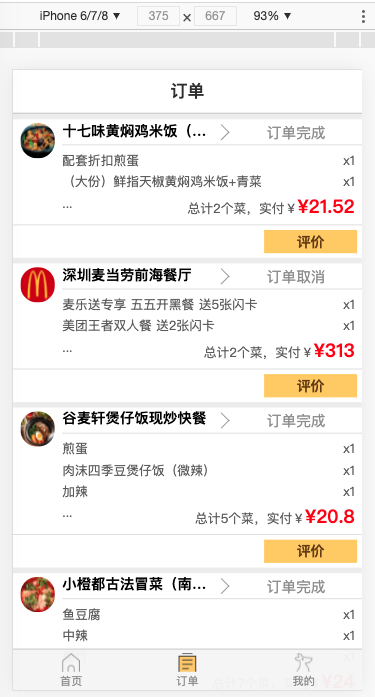 iPhone 6/7/8 ▼ 375 × 667 93% ▼
订单
十七味黄焖鸡米饭（... 订单完成
配套折扣煎蛋 x1
（大份）鲜指天椒黄焖鸡米饭+青菜 x1
... 总计2个菜，实付 ¥ ¥21.52
评价
深圳麦当劳前海餐厅 订单取消
麦乐送专享 五五开黑餐 送5张闪卡 x1
美团王者双人餐 送2张闪卡 x1
... 总计2个菜，实付 ¥ ¥313
评价
谷麦轩煲仔饭现炒快餐 订单完成
煎蛋 x1
肉沫四季豆煲仔饭（微辣） x1
加辣 x1
... 总计5个菜，实付 ¥ ¥20.8
评价
小橙都古法冒菜（南... 订单完成
鱼豆腐 x1
中辣 x1
总计7个菜 ¥24
首页 订单 我的